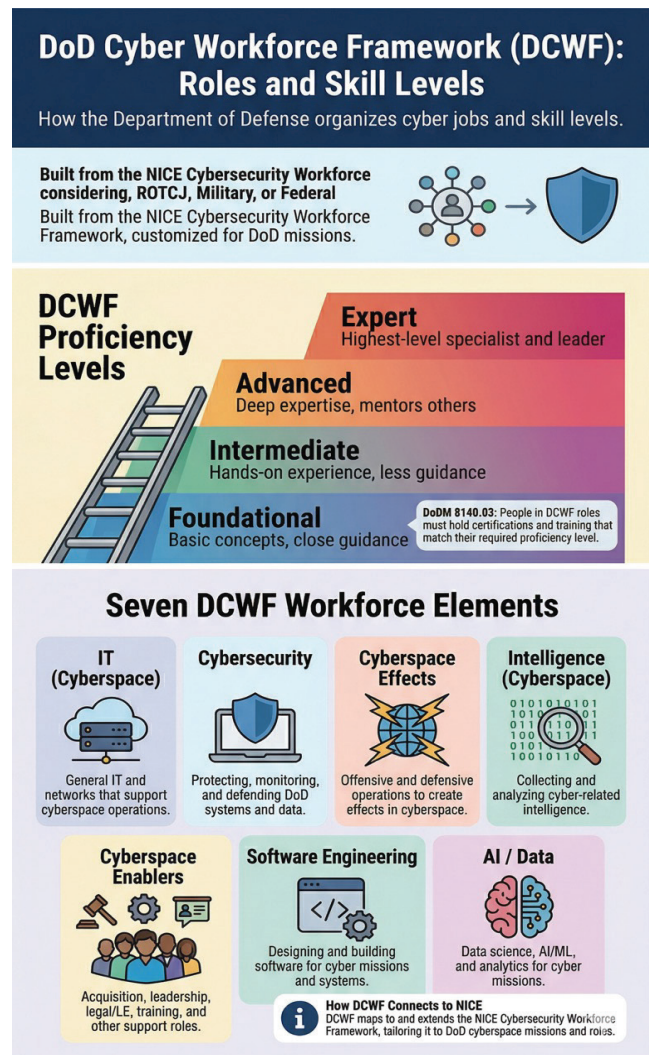 DoD Cyber Workforce Framework (DCWF):
Roles and Skill Levels
How the Department of Defense organizes cyber jobs and skill levels.
Built from the NICE Cybersecurity Workforce
considering, ROTCJ, Military, or Federal
Built from the NICE Cybersecurity Workforce
Framework, customized for DoD missions.
DCWF
Proficiency
Levels
Expert
Highest-level specialist and leader
Advanced
Deep expertise, mentors others
Intermediate
Hands-on experience, less guidance
Foundational
Basic concepts, close guidance
DoDM 8140.03: People in DCWF roles
must hold certifications and training that
match their required proficiency level.
Seven DCWF Workforce Elements
IT
(Cyberspace)
General IT and
networks that support
cyberspace operations.
Cybersecurity
Protecting, monitoring,
and defending DoD
systems and data.
Cyberspace
Effects
Offensive and defensive
operations to create
effects in cyberspace.
Intelligence
(Cyberspace)
0101010101
Collecting and
analyzing cyber-related
intelligence.
Cyberspace
Enablers
Acquisition, leadership,
legal/LE, training, and
other support roles.
Software Engineering
</>
Designing and building
software for cyber missions
and systems.
AI / Data
Data science, AI/ML,
and analytics for cyber
missions.
i
How DCWF Connects to NICE
DCWF maps to and extends the NICE Cybersecurity Workforce
Framework, tailoring it to DoD cyberspace missions and roles.